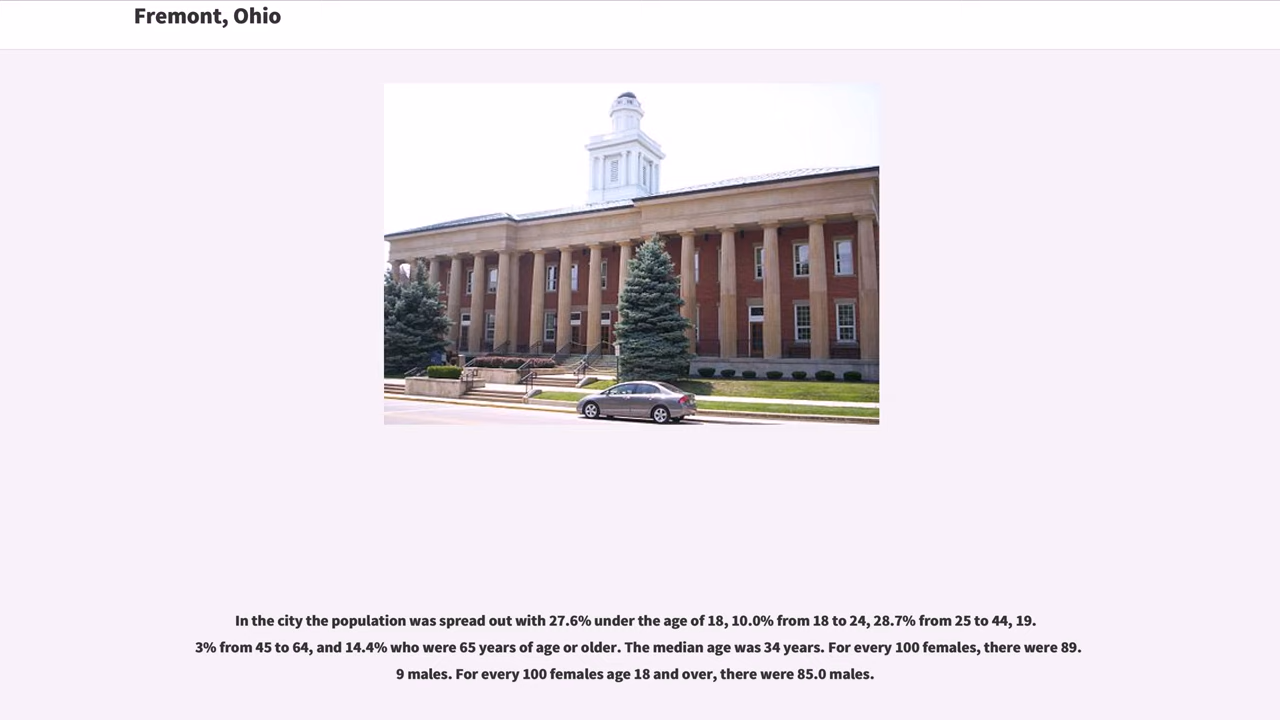 Fremont, Ohio
In the city the population was spread out with 27.6% under the age of 18, 10.0% from 18 to 24, 28.7% from 25 to 44, 19.
3% from 45 to 64, and 14.4% who were 65 years of age or older. The median age was 34 years. For every 100 females, there were 89.
9 males. For every 100 females age 18 and over, there were 85.0 males.